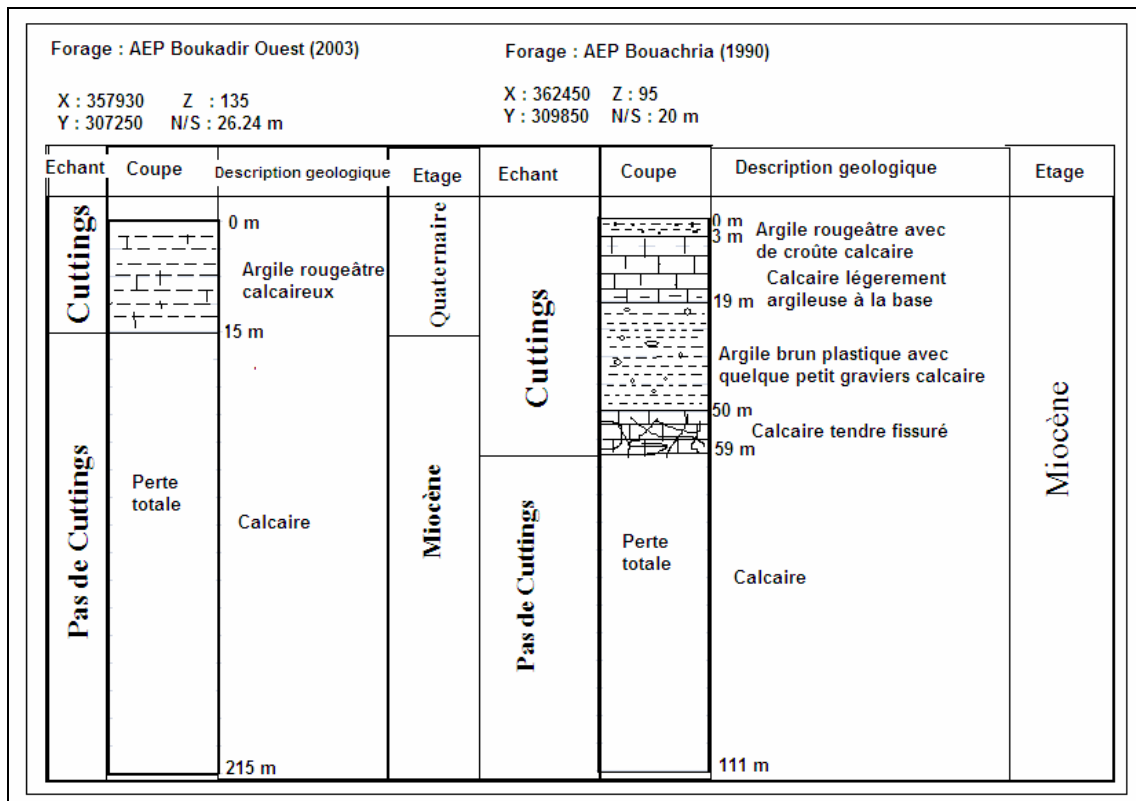 Forage : AEP Boukadir Ouest (2003)
X : 357930 Z : 135
Y : 307250 N/S : 26.24 m
Forage : AEP Bouachria (1990)
X : 362450 Z : 95
Y : 309850 N/S : 20 m
Echant Coupe Description geologique Etage Echant Coupe Description geologique Etage
Cuttings
0 m
Argile rougeâtre
calcaireux
15 m
Quaternaire
Pas de Cuttings
Perte
totale
Calcaire
215 m
Miocène
Cuttings
0 m
3 m
Argile rougeâtre avec
de croûte calcaire
Calcaire légerement
argileuse à la base
19 m
Argile brun plastique avec
quelque petit graviers calcaire
50 m
Calcaire tendre fissuré
59 m
Pas de Cuttings
Perte
totale
Calcaire
111 m
Miocène